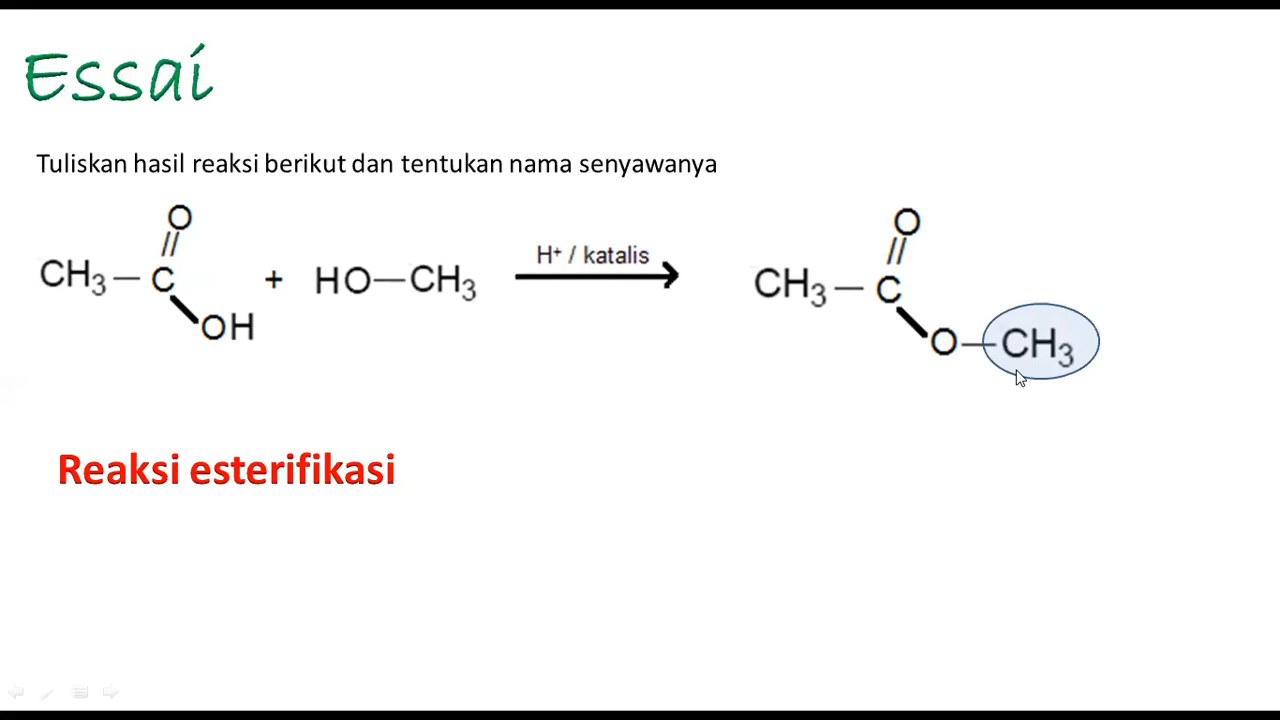 Essai
Tuliskan hasil reaksi berikut dan tentukan nama senyawanya
O
//
CH₃ — C
OH
+ HO—CH₃
H⁺ / katalis
O
//
CH₃ — C
O—CH₃
Reaksi esterifikasi